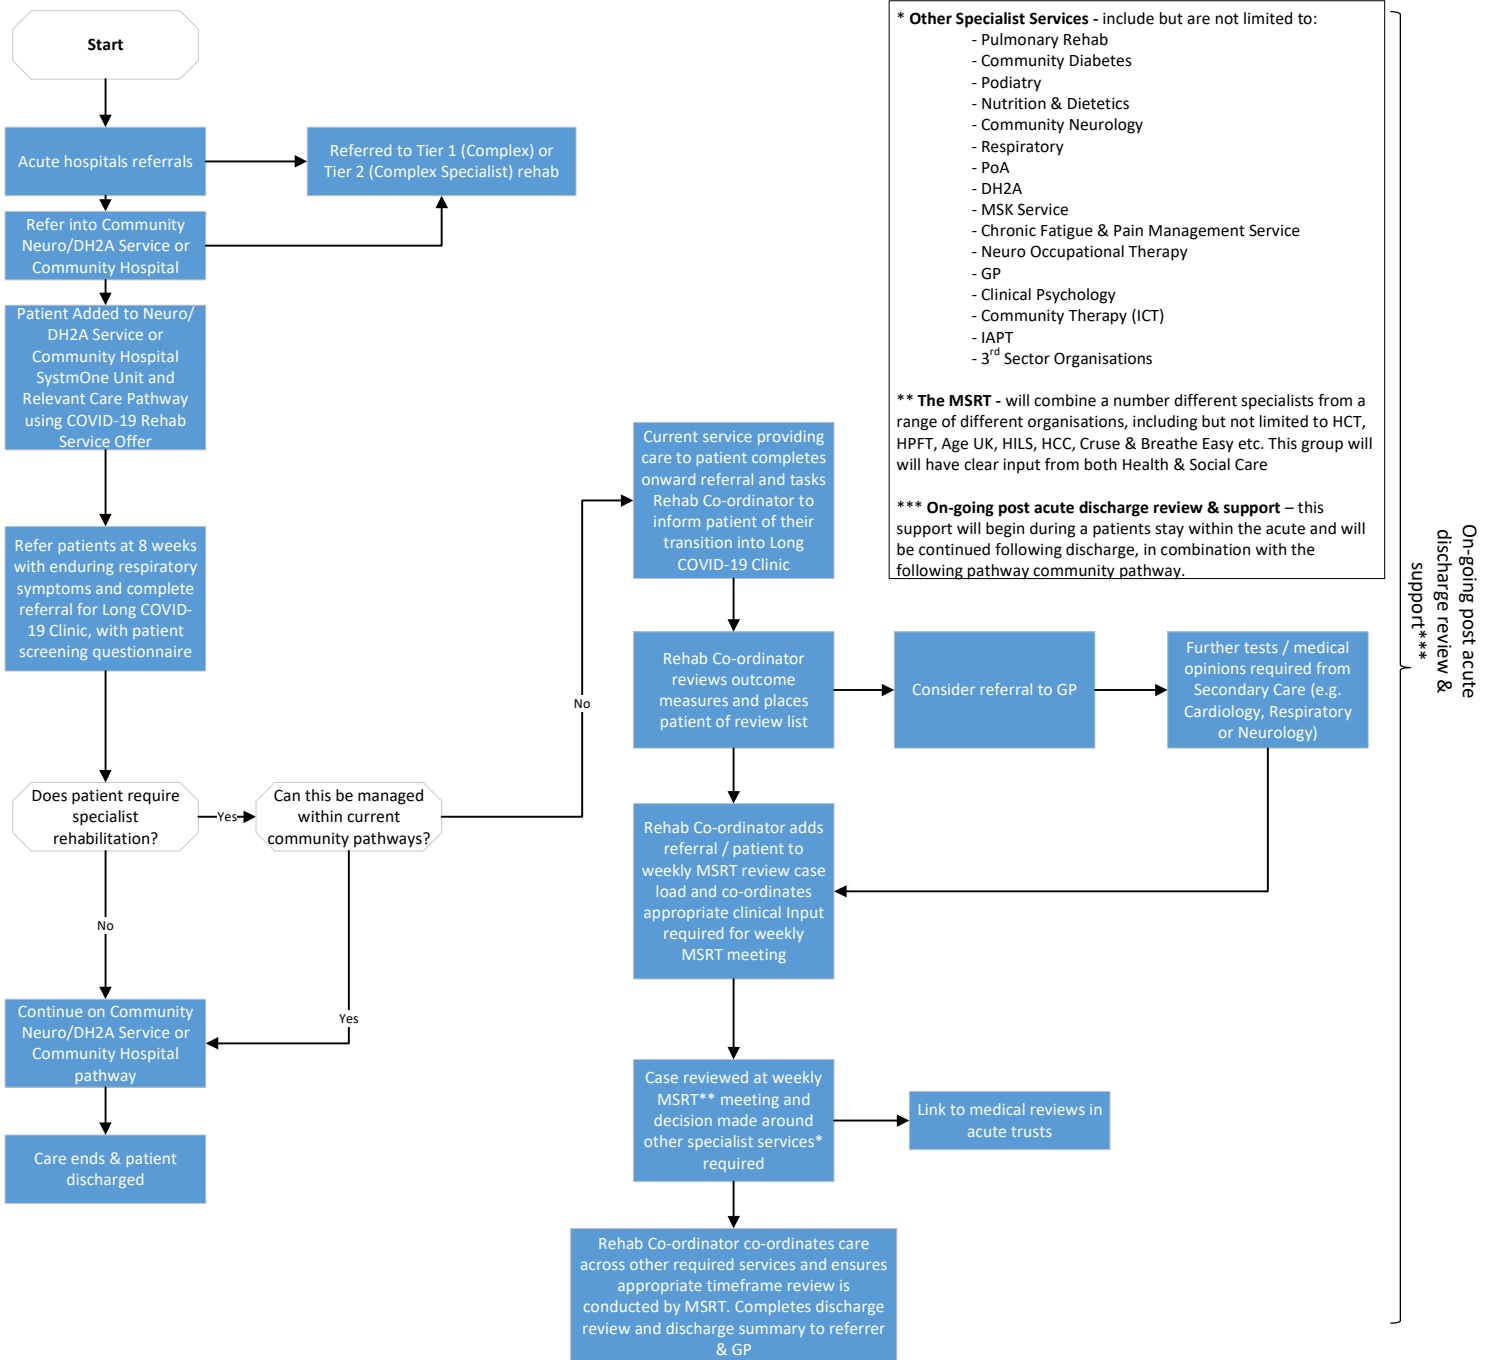 Start
Acute hospitals referrals
Referred to Tier 1 (Complex) or
Tier 2 (Complex Specialist) rehab
Refer into Community
Neuro/DH2A Service or
Community Hospital
Patient Added to Neuro/
DH2A Service or
Community Hospital
SystmOne Unit and
Relevant Care Pathway
using COVID-19 Rehab
Service Offer
Refer patients at 8 weeks
with enduring respiratory
symptoms and complete
referral for Long COVID-
19 Clinic, with patient
screening questionnaire
Does patient require
specialist
rehabilitation?
Yes
Can this be managed
within current
community pathways?
No
No
Yes
Continue on Community
Neuro/DH2A Service or
Community Hospital
pathway
Care ends & patient
discharged
Current service providing
care to patient completes
onward referral and tasks
Rehab Co-ordinator to
inform patient of their
transition into Long
COVID-19 Clinic
Rehab Co-ordinator
reviews outcome
measures and places
patient of review list
Consider referral to GP
Further tests / medical
opinions required from
Secondary Care (e.g.
Cardiology, Respiratory
or Neurology)
Rehab Co-ordinator adds
referral / patient to
weekly MSRT review case
load and co-ordinates
appropriate clinical Input
required for weekly
MSRT meeting
Case reviewed at weekly
MSRT** meeting and
decision made around
other specialist services*
required
Link to medical reviews in
acute trusts
Rehab Co-ordinator co-ordinates care
across other required services and ensures
appropriate timeframe review is
conducted by MSRT. Completes discharge
review and discharge summary to referrer
& GP
* Other Specialist Services - include but are not limited to:
- Pulmonary Rehab
- Community Diabetes
- Podiatry
- Nutrition & Dietetics
- Community Neurology
- Respiratory
- PoA
- DH2A
- MSK Service
- Chronic Fatigue & Pain Management Service
- Neuro Occupational Therapy
- GP
- Clinical Psychology
- Community Therapy (ICT)
- IAPT
- 3rd Sector Organisations
** The MSRT - will combine a number different specialists from a
range of different organisations, including but not limited to HCT,
HPFT, Age UK, HILS, HCC, Cruse & Breathe Easy etc. This group will
will have clear input from both Health & Social Care
*** On-going post acute discharge review & support – this
support will begin during a patients stay within the acute and will
be continued following discharge, in combination with the
following pathway community pathway.
On-going post acute
discharge review &
support***